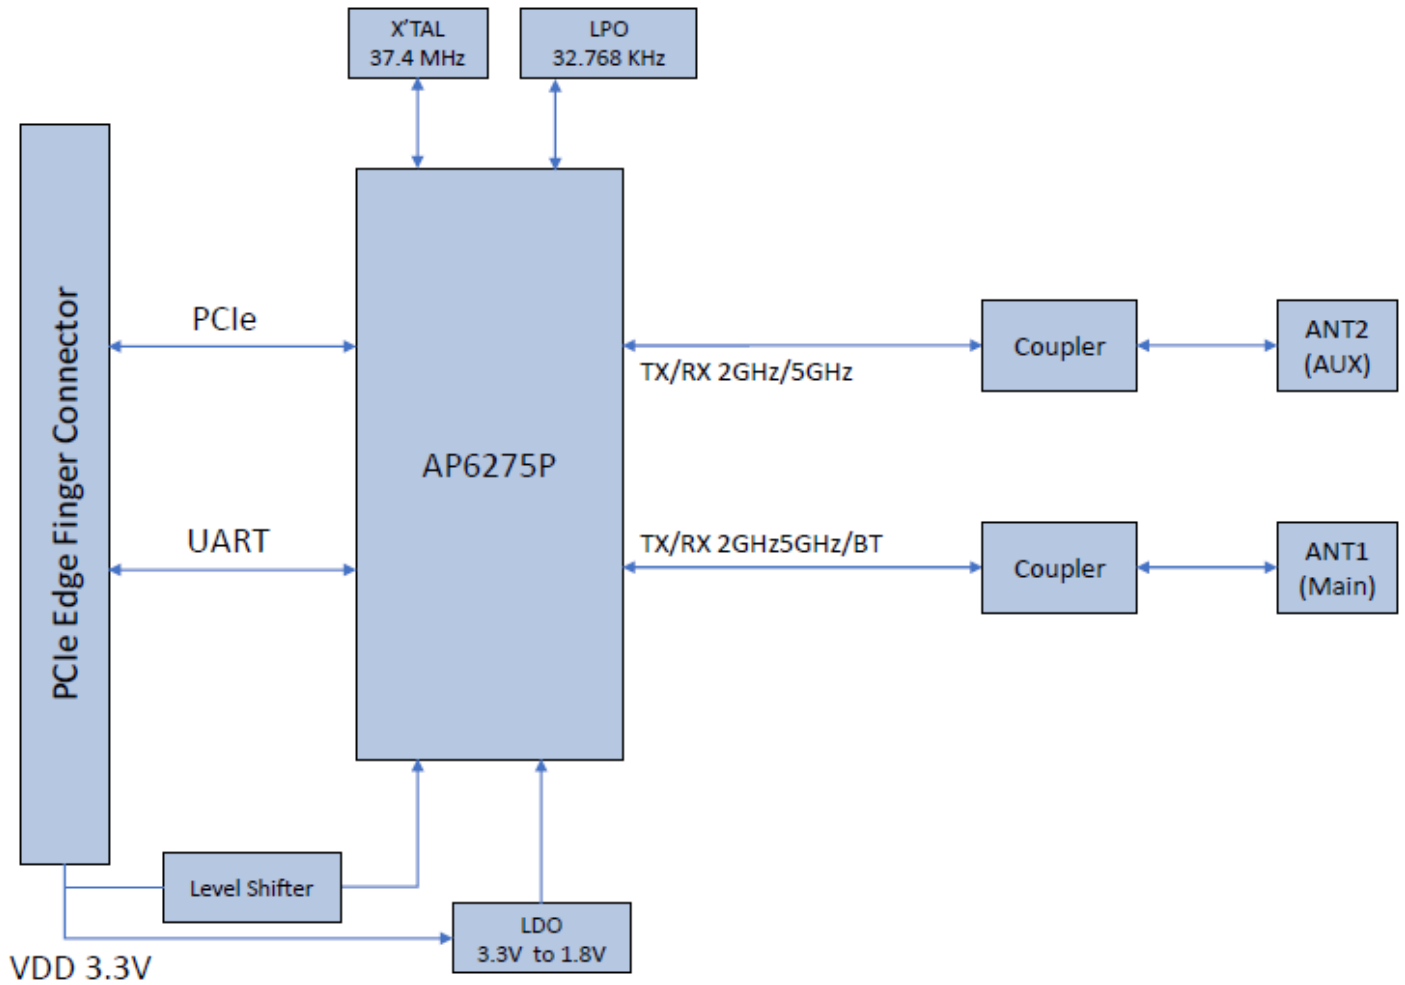 X'TAL
37.4 MHz
LPO
32.768 KHz
PCIe Edge Finger Connector
PCIe
UART
AP6275P
TX/RX 2GHz/5GHz
Coupler
ANT2
(AUX)
TX/RX 2GHz5GHz/BT
Coupler
ANT1
(Main)
Level Shifter
LDO
3.3V to 1.8V
VDD 3.3V